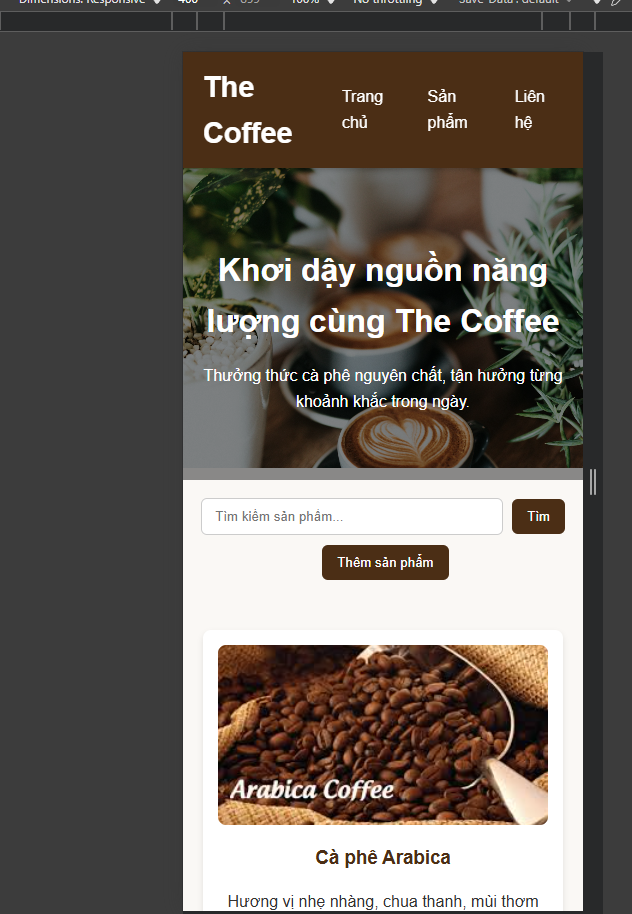 Dimensions: Responsive
400
×
100%
No throttling
Save-Data: default
The
Coffee
Trang
chủ
Sản
phẩm
Liên
hệ
Khơi dậy nguồn năng
lượng cùng The Coffee
Thưởng thức cà phê nguyên chất, tận hưởng từng
khoảnh khắc trong ngày.
Tìm kiếm sản phẩm...
Tìm
Thêm sản phẩm
Arabica Coffee
Cà phê Arabica
Hương vị nhẹ nhàng, chua thanh, mùi thơm